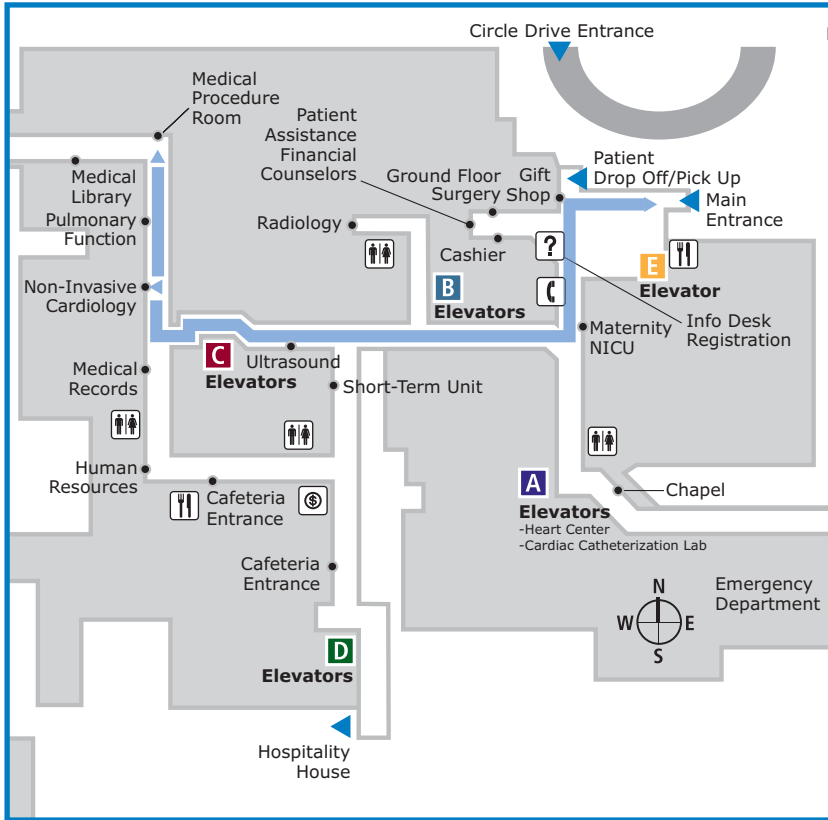 Circle Drive Entrance
Medical
Procedure
Room
Patient
Assistance
Financial
Counselors
Ground Floor
Surgery
Gift
Shop
Patient
Drop Off/Pick Up
Main
Entrance
Medical
Library
Pulmonary
Function
Radiology
Cashier
?
E
Elevator
B
Elevators
Non-Invasive
Cardiology
Maternity
NICU
Info Desk
Registration
C
Elevators
Ultrasound
Medical
Records
Short-Term Unit
Human
Resources
Cafeteria
Entrance
$
A
Elevators
-Heart Center
-Cardiac Catheterization Lab
Chapel
Cafeteria
Entrance
Emergency
Department
N
W
E
S
D
Elevators
Hospitality
House